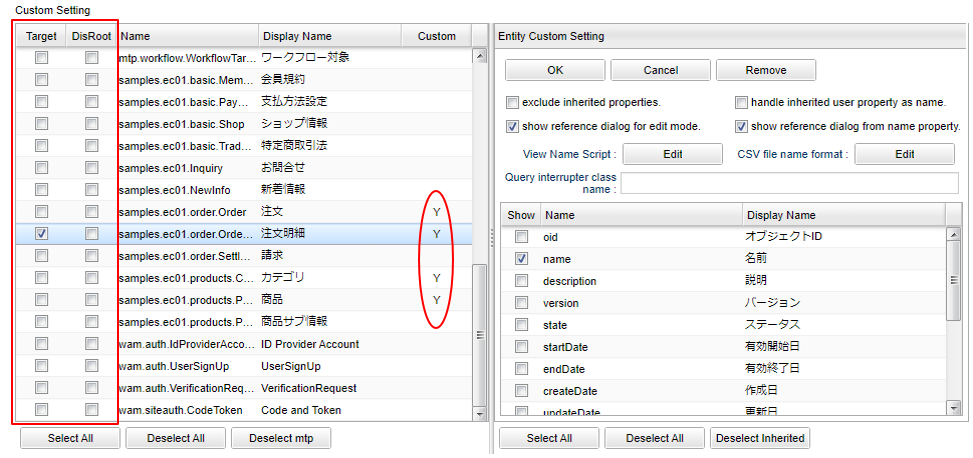 Custom Setting
Target DisRoot Name Display Name Custom
mtp.workflow.WorkflowTar... ワークフロー対象
samples.ec01.basic.Mem... 会員規約
samples.ec01.basic.Pay... 支払方法設定
samples.ec01.basic.Shop ショップ情報
samples.ec01.basic.Trad... 特定商取引法
samples.ec01.Inquiry お問合せ
samples.ec01.NewInfo 新着情報
samples.ec01.order.Order 注文 Y
samples.ec01.order.Orde... 注文明細 Y
samples.ec01.order.Settl... 請求
samples.ec01.products.C... カテゴリ Y
samples.ec01.products.P... 商品 Y
samples.ec01.products.P... 商品サブ情報
wam.auth.IdProviderAcco... ID Provider Account
wam.auth.UserSignUp UserSignUp
wam.auth.VerificationReq... VerificationRequest
wam.siteauth.CodeToken Code and Token
Select All Deselect All Deselect mtp
Entity Custom Setting
OK Cancel Remove
exclude inherited properties. handle inherited user property as name.
show reference dialog for edit mode. show reference dialog from name property.
View Name Script : Edit CSV file name format : Edit
Query interrupter class
name :
Show Name Display Name
oid オブジェクトID
name 名前
description 説明
version バージョン
state ステータス
startDate 有効開始日
endDate 有効終了日
createDate 作成日
updateDate 更新日
Select All Deselect All Deselect Inherited